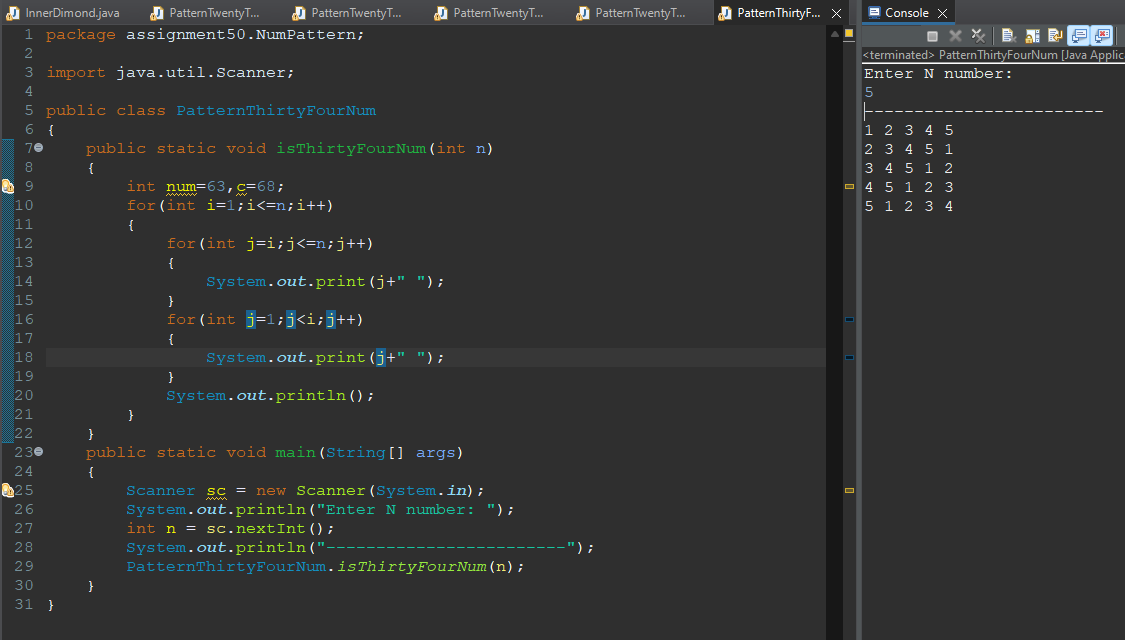 InnerDimond.java PatternTwentyT... PatternTwentyT... PatternTwentyT... PatternTwentyT... PatternThirtyF...
1 package assignment50.NumPattern;
2
3 import java.util.Scanner;
4
5 public class PatternThirtyFourNum
6 {
7 public static void isThirtyFourNum(int n)
8 {
9 int num=63,c=68;
10 for(int i=1;i<=n;i++)
11 {
12 for(int j=i;j<=n;j++)
13 {
14 System.out.print(j+" ");
15 }
16 for(int j=1;j<i;j++)
17 {
18 System.out.print(j+" ");
19 }
20 System.out.println();
21 }
22 }
23 public static void main(String[] args)
24 {
25 Scanner sc = new Scanner(System.in);
26 System.out.println("Enter N number: ");
27 int n = sc.nextInt();
28 System.out.println("------------------------");
29 PatternThirtyFourNum.isThirtyFourNum(n);
30 }
31 }
Console
<terminated> PatternThirtyFourNum [Java Applic
Enter N number:
5
------------------------
1 2 3 4 5
2 3 4 5 1
3 4 5 1 2
4 5 1 2 3
5 1 2 3 4